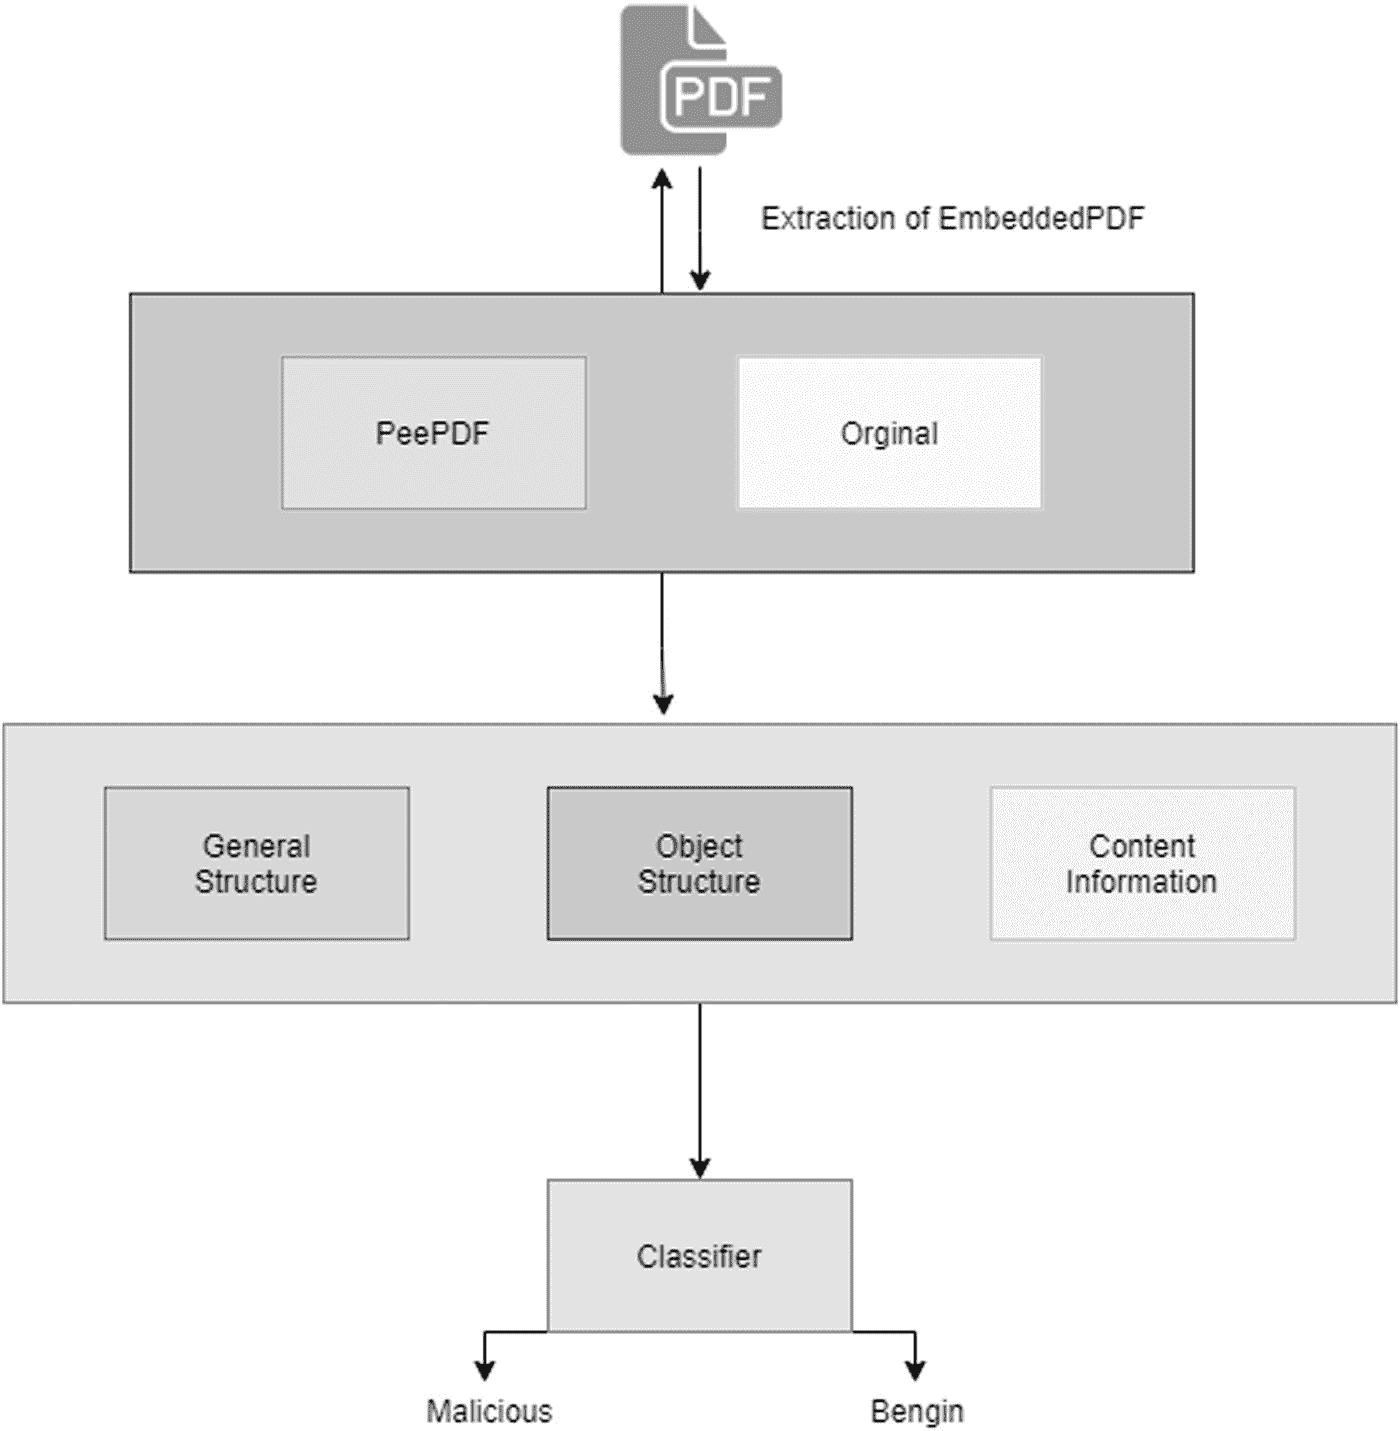 PDF
Extraction of EmbeddedPDF
PeePDF
Orginal
General
Structure
Object
Structure
Content
Information
Classifier
Malicious
Bengin